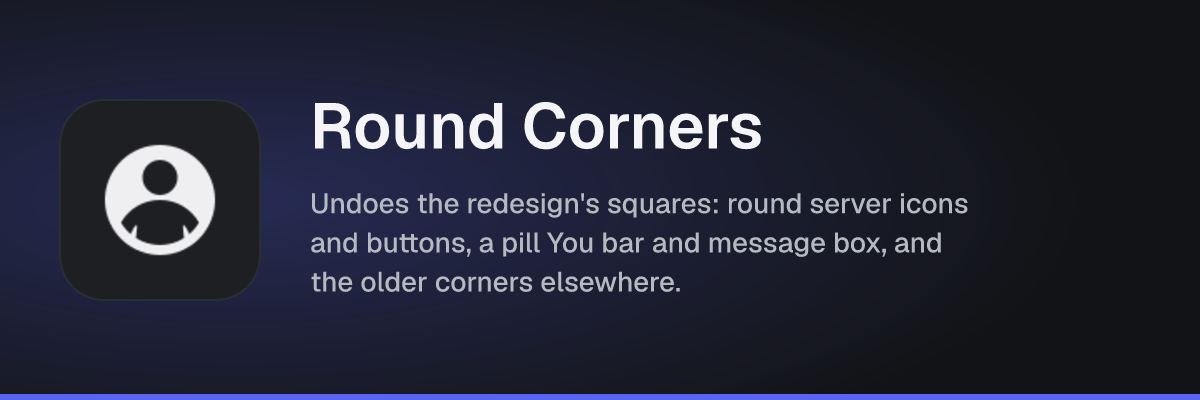 Round Corners
Undoes the redesign's squares: round server icons
and buttons, a pill You bar and message box, and
the older corners elsewhere.